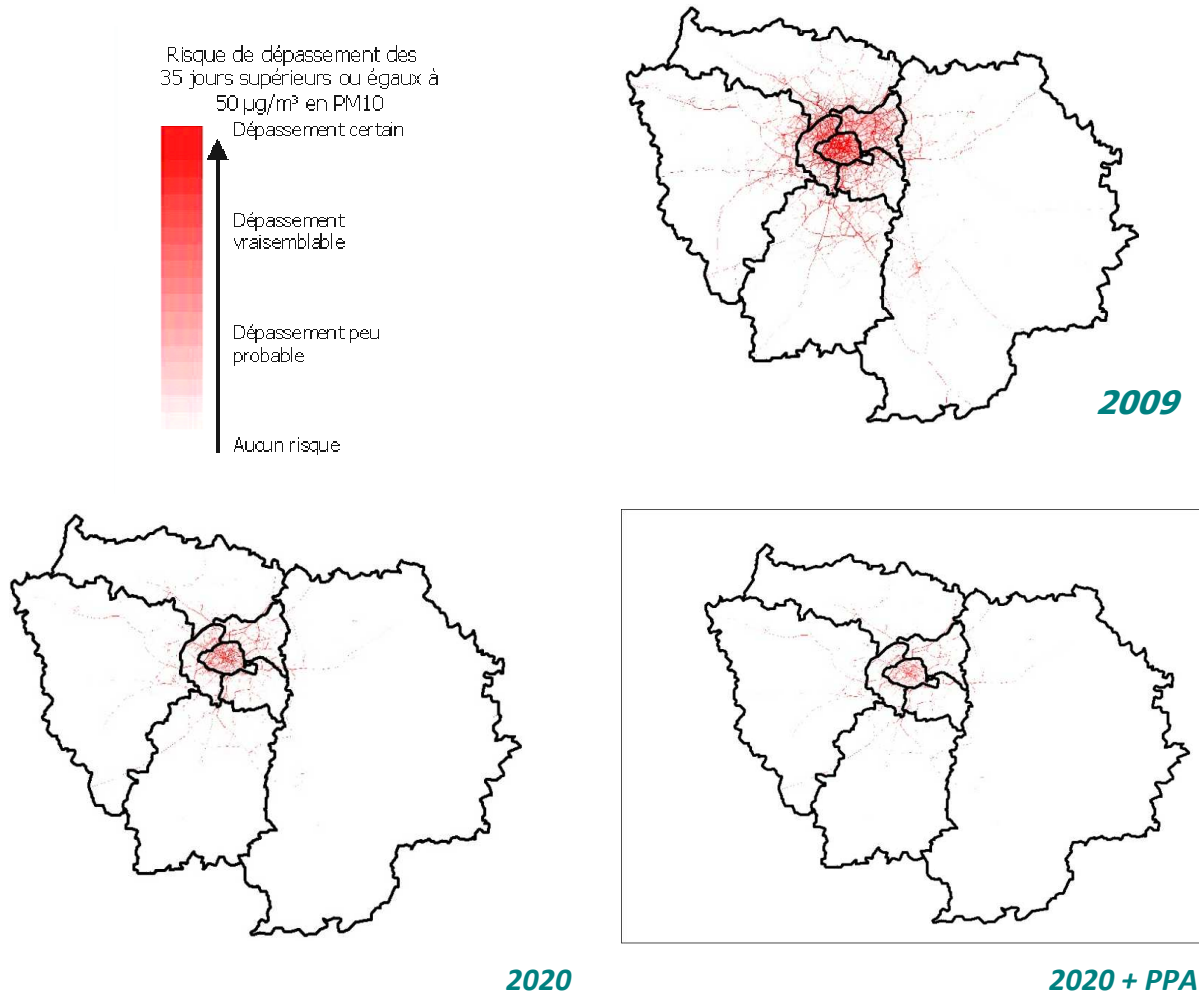 Risque de dépassement des
35 jours supérieurs ou égaux à
50 µg/m³ en PM10
Dépassement certain
Dépassement
vraisemblable
Dépassement peu
probable
Aucun risque
2009
2020
2020 + PPA